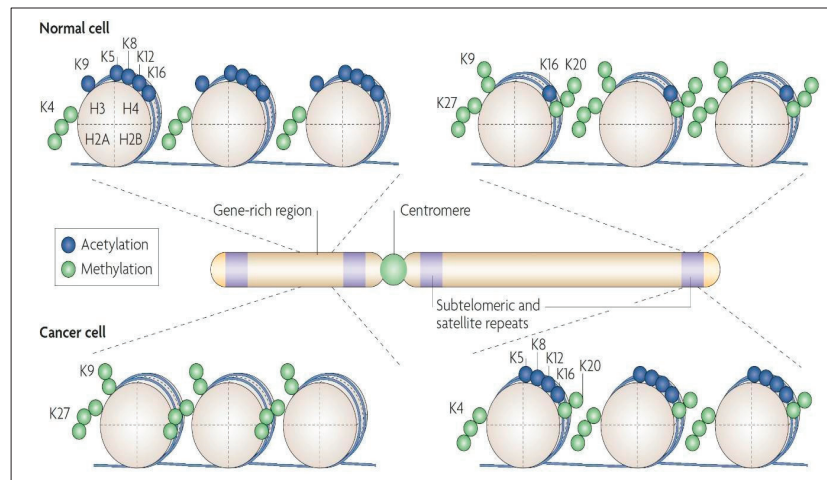 Normal cell
K4
K9
K5
K8
K12
K16
H3
H4
H2A
H2B
K27
K9
K16
K20
Gene-rich region
Centromere
Acetylation
Methylation
Subtelomeric and
satellite repeats
Cancer cell
K27
K9
K4
K5
K8
K12
K16
K20